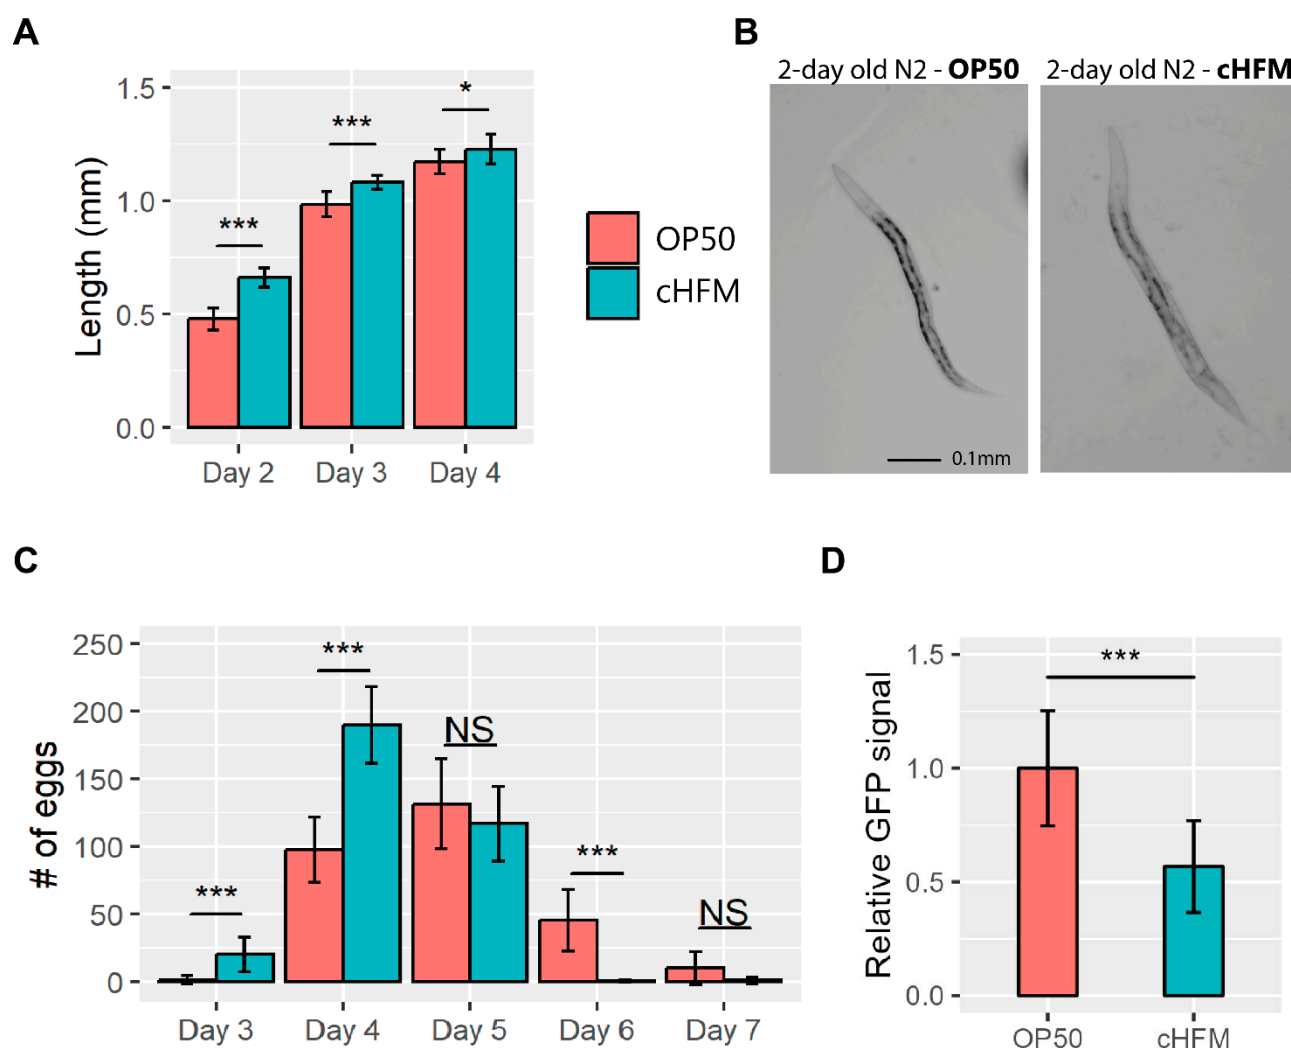 A
Length (mm)
1.5
1.0
0.5
0.0
***
***
*
Day 2
Day 3
Day 4
OP50
cHFM
B
2-day old N2 - OP50
2-day old N2 - cHFM
0.1mm
C
# of eggs
250
200
150
100
50
0
***
***
NS
***
NS
Day 3
Day 4
Day 5
Day 6
Day 7
D
Relative GFP signal
1.5
1.0
0.5
0.0
***
OP50
cHFM